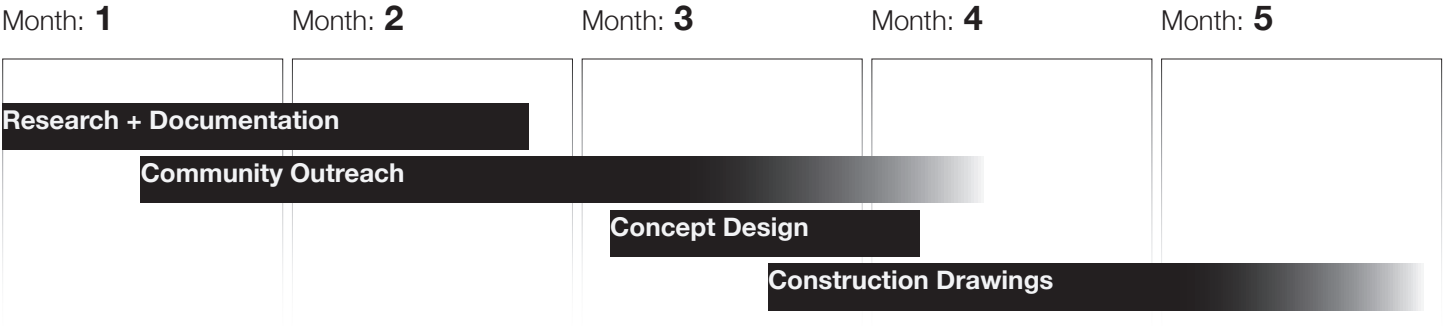 Month: 1 Month: 2 Month: 3 Month: 4 Month: 5
Research + Documentation
Community Outreach
Concept Design
Construction Drawings